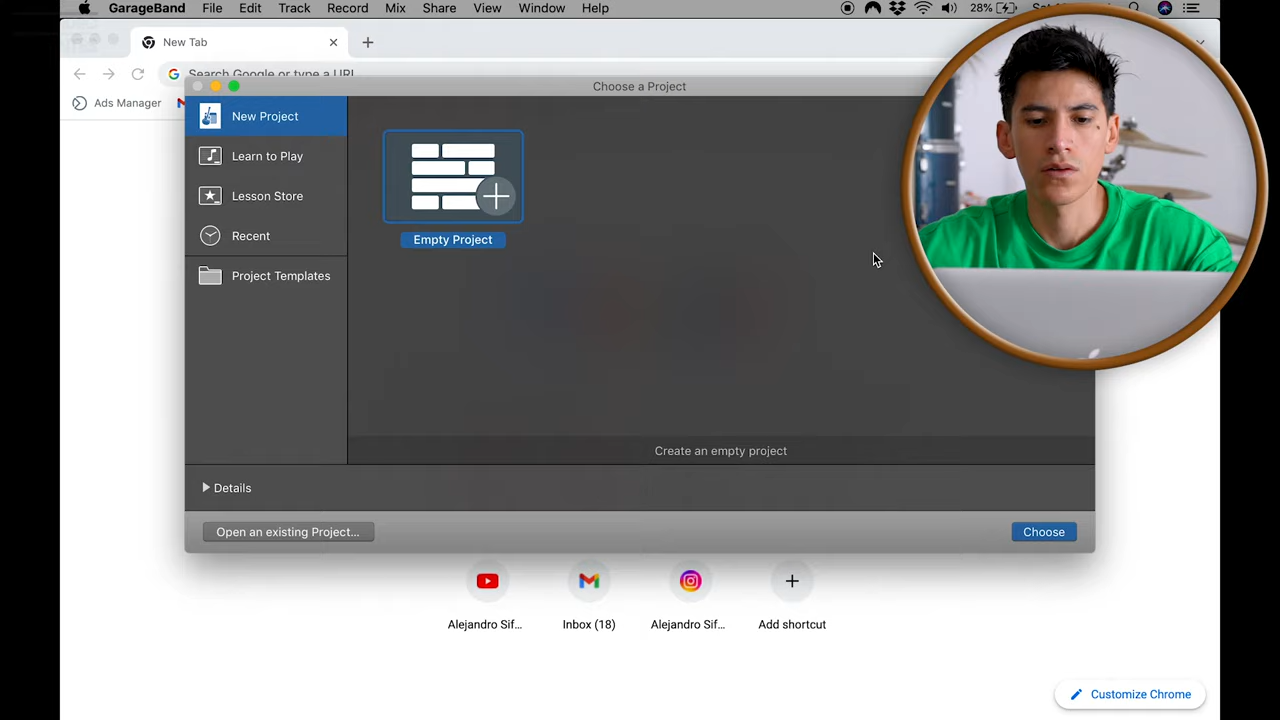 GarageBand File Edit Track Record Mix Share View Window Help 28%
New Tab
Search Google or type a URL
Choose a Project
Ads Manager
New Project
Learn to Play
Lesson Store
Recent
Project Templates
Empty Project
Create an empty project
Details
Open an existing Project...
Choose
Alejandro Sif... Inbox (18) Alejandro Sif... Add shortcut
Customize Chrome